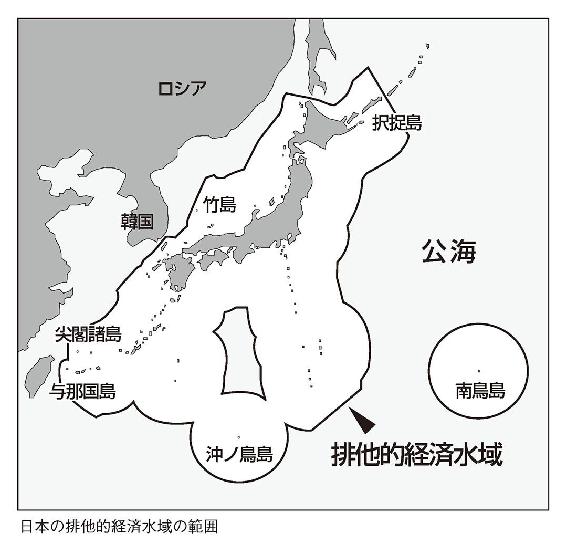 ロシア
択捉島
竹島
韓国
公海
尖閣諸島
与那国島
南鳥島
沖ノ鳥島
排他的経済水域
日本の排他的経済水域の範囲